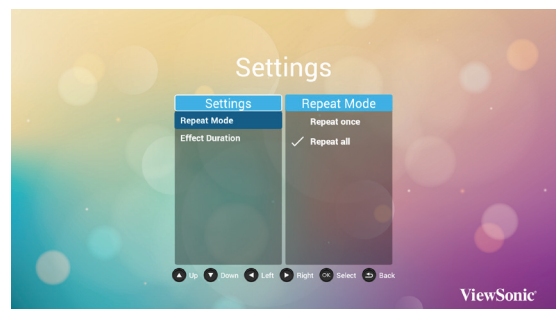 Settings
Settings
Repeat Mode
Repeat Mode
Repeat once
Effect Duration
Repeat all
Up Down Left Right OK Select Back
ViewSonic